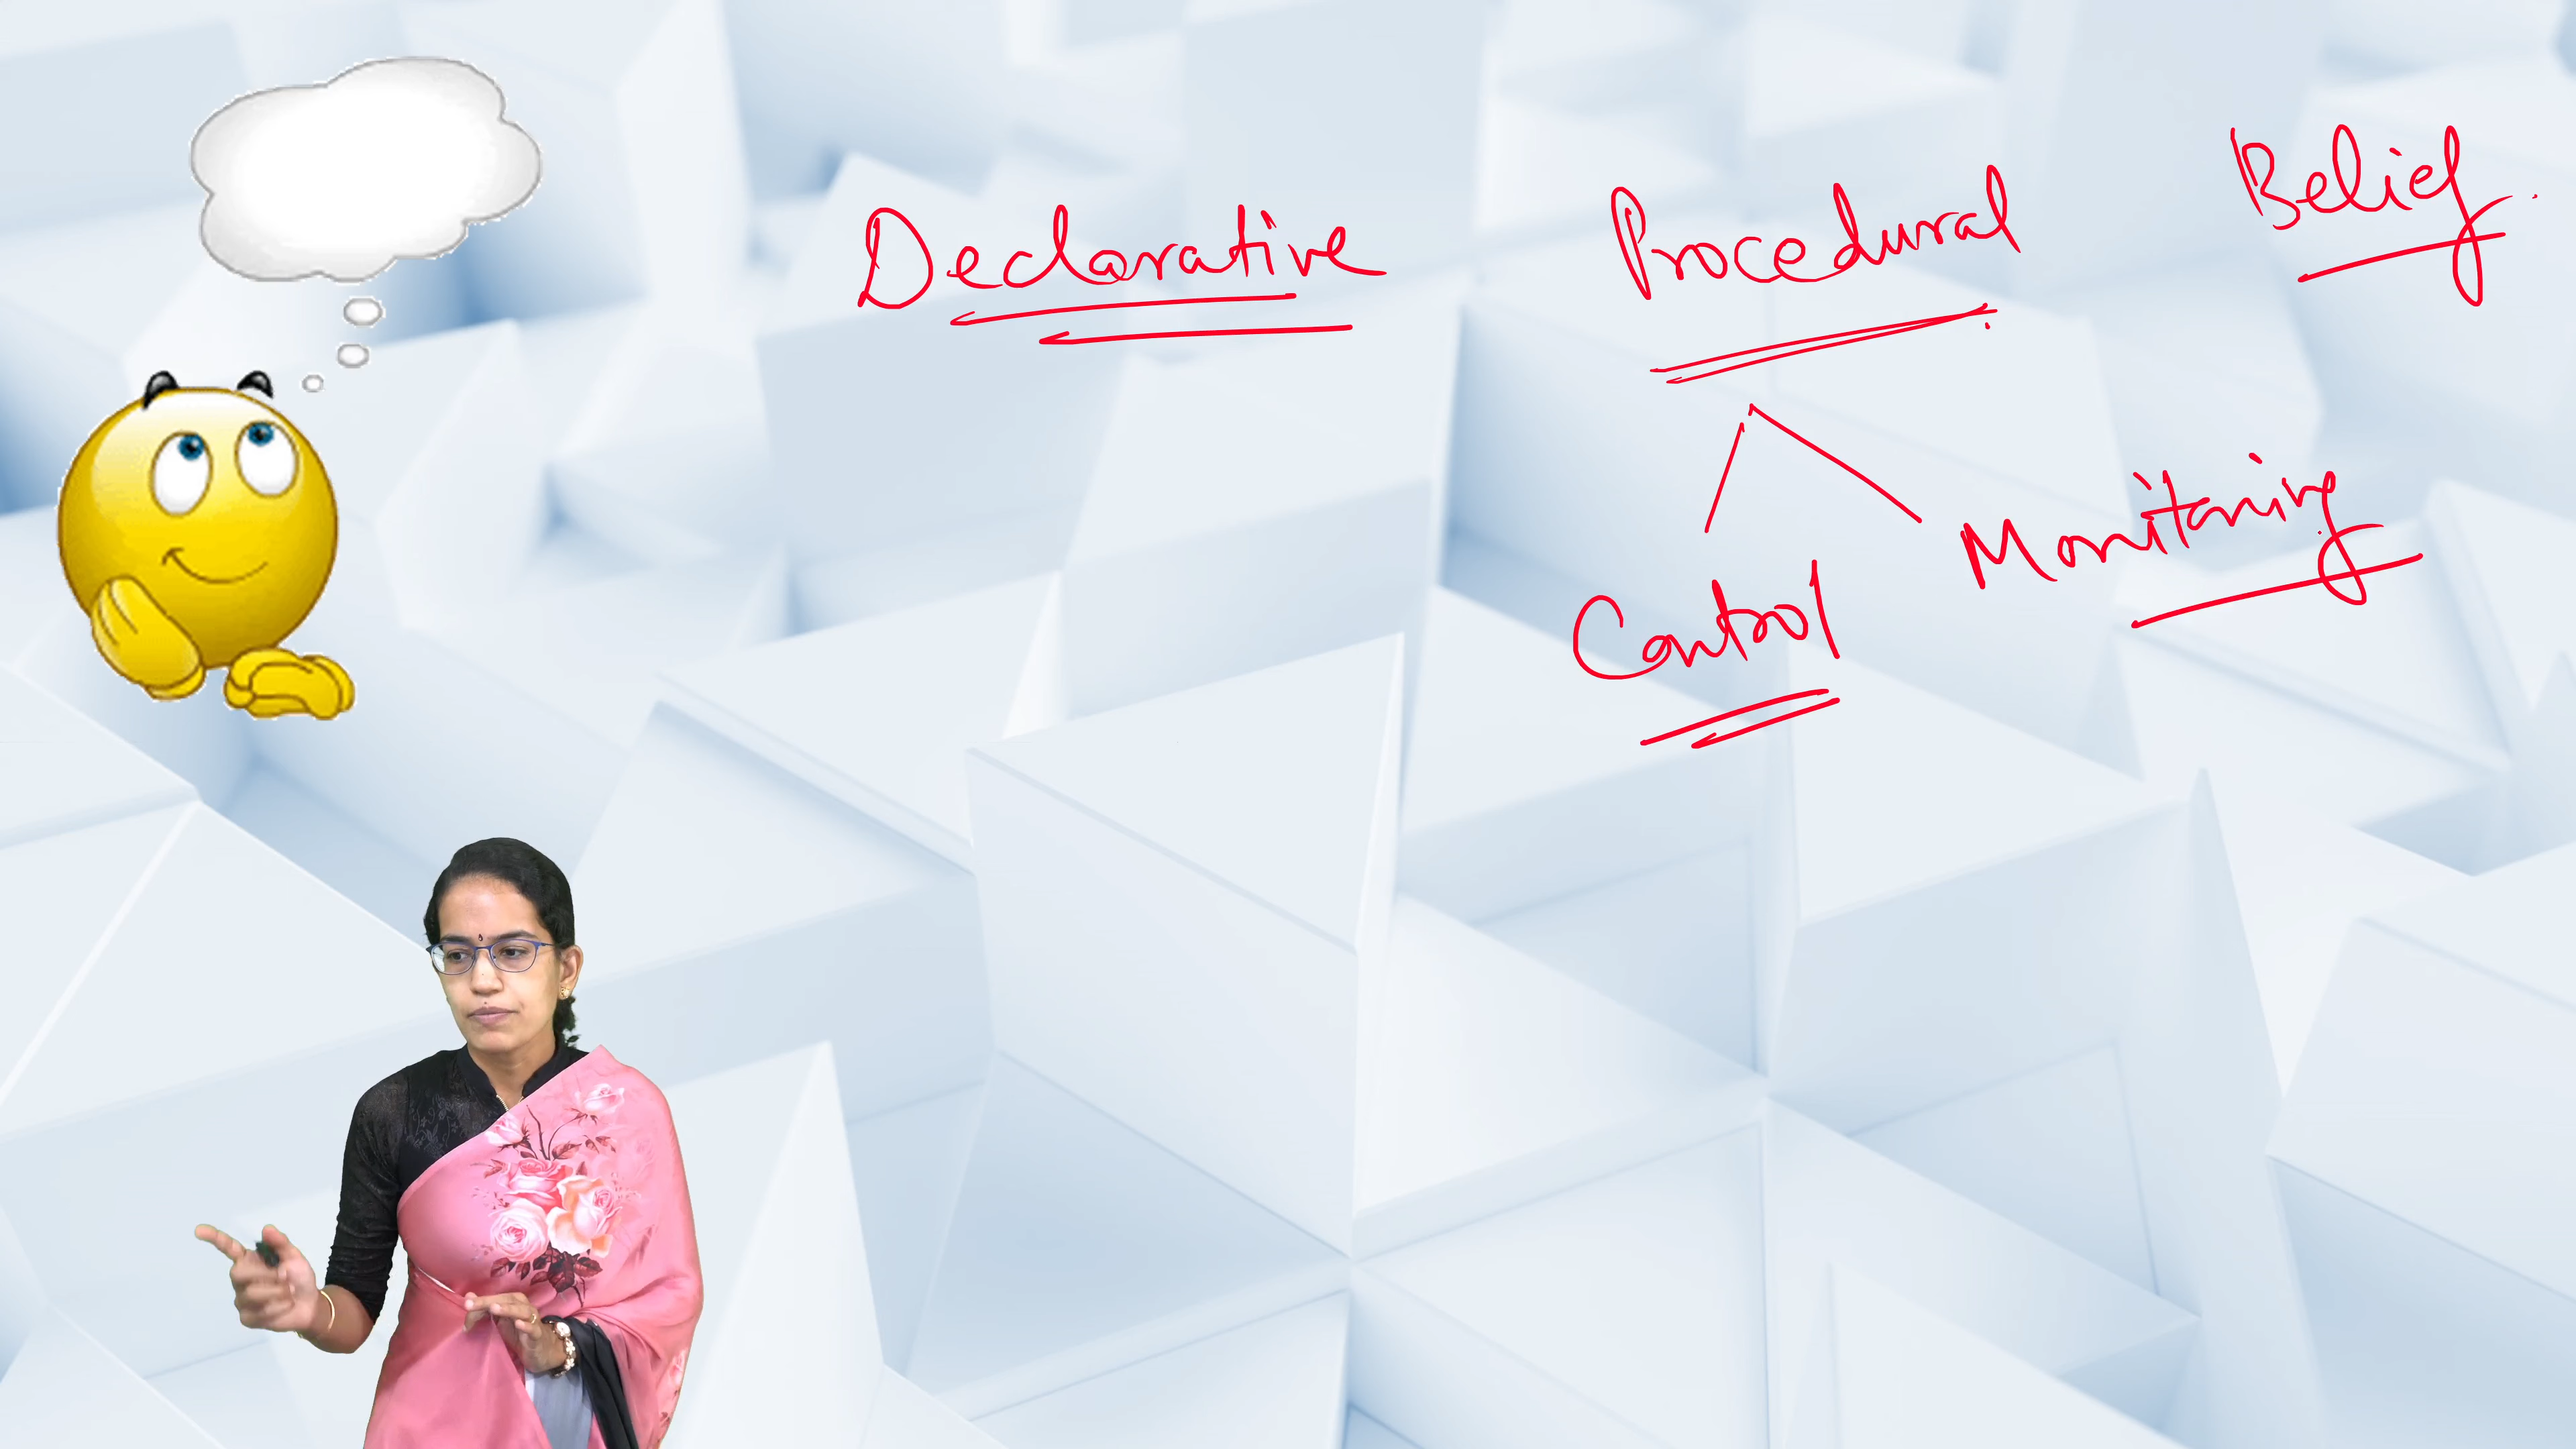 Declarative
Procedural
Belief
Control
Monitoring